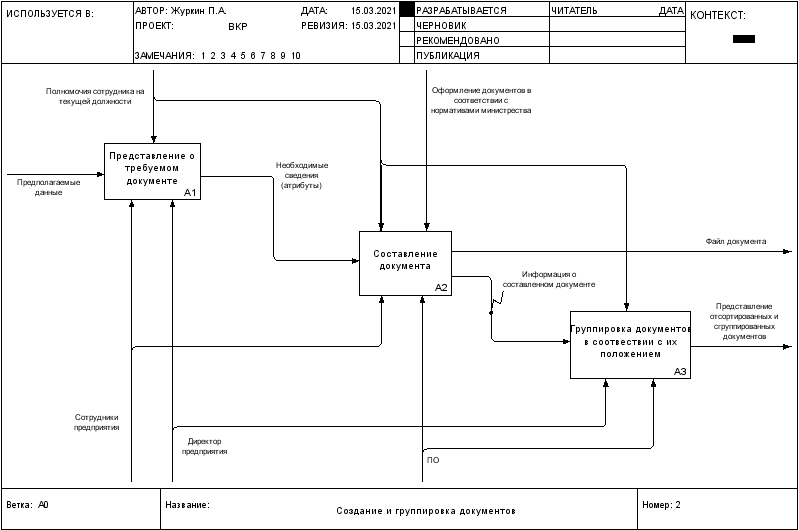 ИСПОЛЬЗУЕТСЯ В:
АВТОР: Журкин П.А.
ДАТА: 15.03.2021
ПРОЕКТ: ВКР
РЕВИЗИЯ: 15.03.2021
ЗАМЕЧАНИЯ: 1 2 3 4 5 6 7 8 9 10
РАЗРАБАТЫВАЕТСЯ
ЧЕРНОВИК
РЕКОМЕНДОВАНО
ПУБЛИКАЦИЯ
ЧИТАТЕЛЬ ДАТА
КОНТЕКСТ:
Полномочия сотрудника на
текущей должности
Оформление документов в
соответствии с
нормативами министрества
Представление о
требуемом
документе
A1
Предполагаемые
данные
Необходимые
сведения
(атрибуты)
Составление
документа
A2
Файл документа
Информация о
составленном документе
Группировка документов
в соотвествии с их
положением
A3
Представление
отсортированных и
сгруппированных
документов
Сотрудники
предприятия
Директор
предприятия
ПО
Ветка: A0
Название:
Создание и группировка документов
Номер: 2